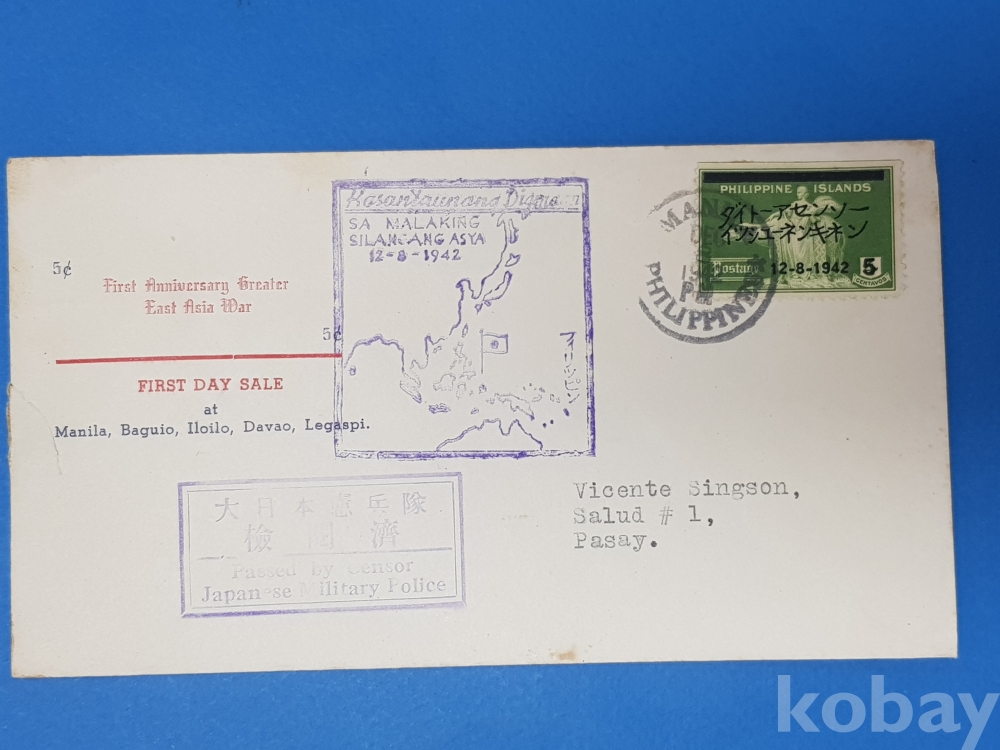 5¢
First Anniversary Greater
East Asia War
5¢
FIRST DAY SALE
at
Manila, Baguio, Iloilo, Davao, Legaspi.
SA MALAKING
SILANGANG ASYA
12-8-1942
フィリッピン
PHILIPPINE ISLANDS
ダイトーアセンソー
イッシューネンキネン
Postage 12-8-1942 5
CENTAVOS
PM
PHILIPPINES
大日本憲兵隊
檢閲濟
Passed by Censor
Japanese Military Police
Vicente Singson,
Salud # 1,
Pasay.
kobay